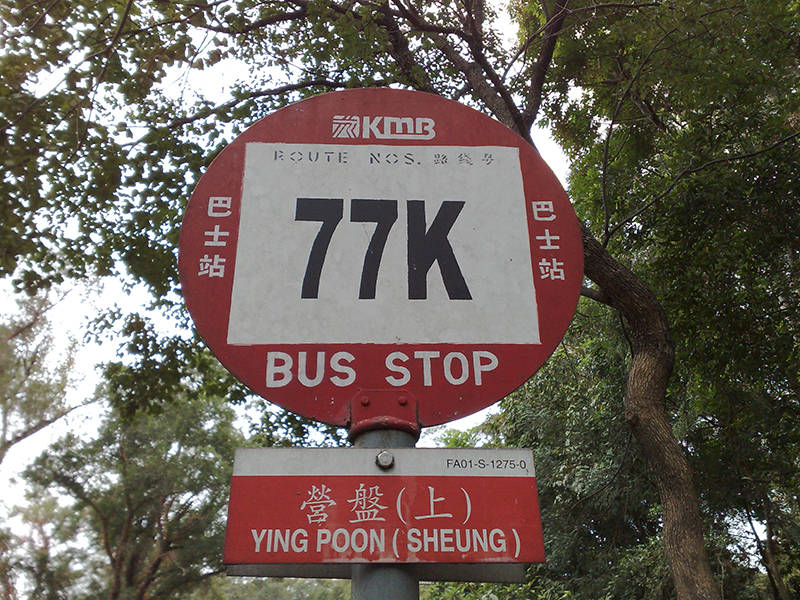 KMB
ROUTE NOS. 路線号
巴士站
77K
巴士站
BUS STOP
FA01-S-1275-0
營盤(上)
YING POON ( SHEUNG )